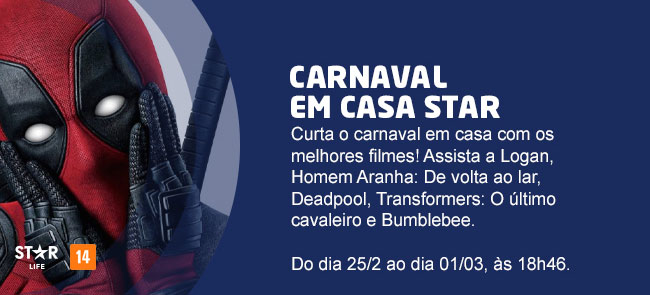 CARNAVAL
EM CASA STAR
Curta o carnaval em casa com os
melhores filmes! Assista a Logan,
Homem Aranha: De volta ao lar,
Deadpool, Transformers: O último
cavaleiro e Bumblebee.
Do dia 25/2 ao dia 01/03, às 18h46.
STAR
LIFE
14